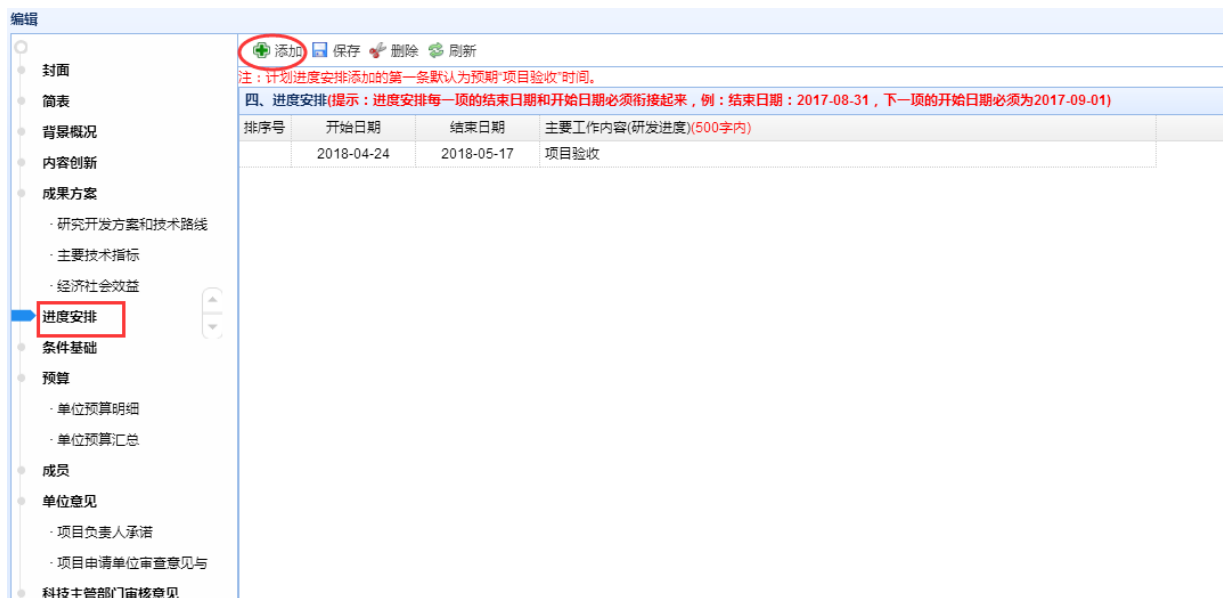 编辑
封面
简表
背景概况
内容创新
成果方案
· 研究开发方案和技术路线
· 主要技术指标
· 经济社会效益
进度安排
条件基础
预算
· 单位预算明细
· 单位预算汇总
成员
单位意见
· 项目负责人承诺
· 项目申请单位审查意见与
科技主管部门审核意见
添加 保存 删除 刷新
注：计划进度安排添加的第一条默认为预期“项目验收”时间。
四、进度安排(提示：进度安排每一项的结束日期和开始日期必须衔接起来，例：结束日期：2017-08-31，下一项的开始日期必须为2017-09-01)
排序号 开始日期 结束日期 主要工作内容(研发进度)(500字内)
2018-04-24 2018-05-17 项目验收